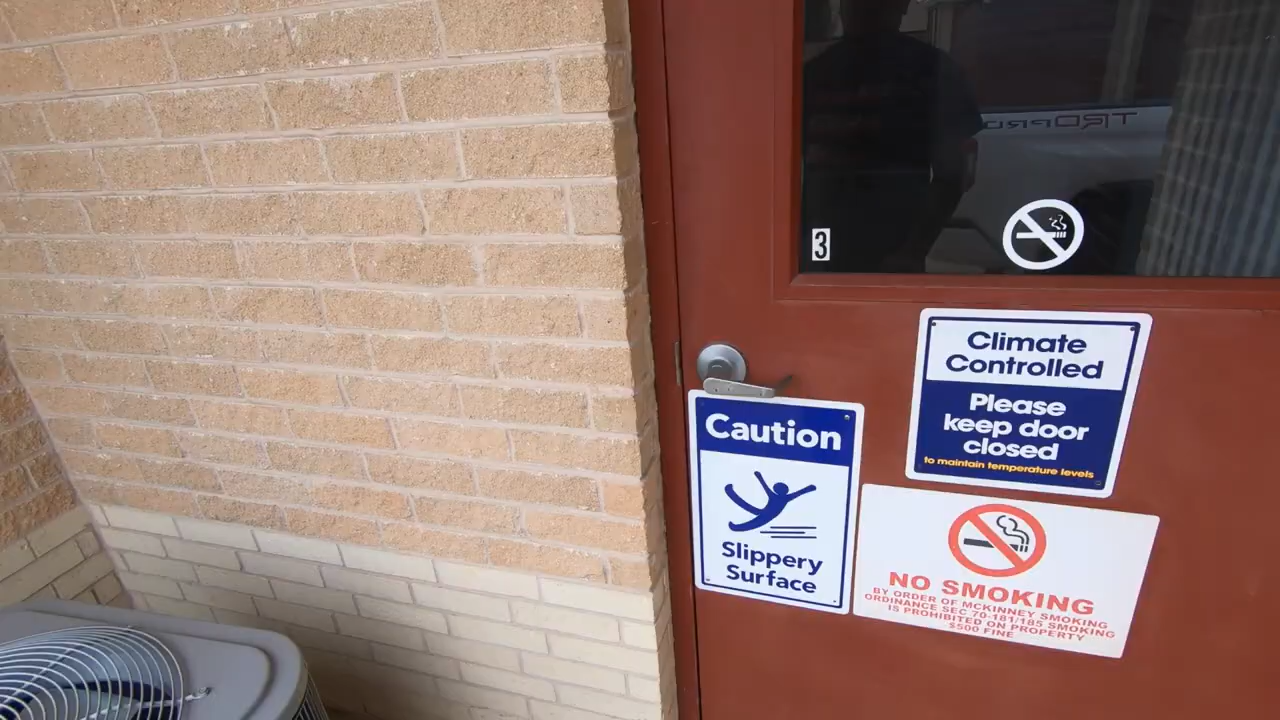 3
Climate
Controlled
Please
keep door
closed
to maintain temperature levels
Caution
Slippery
Surface
NO SMOKING
BY ORDER OF MCKINNEY SMOKING
ORDINANCE SEC 70-181/185 SMOKING
IS PROHIBITED ON PROPERTY
$500 FINE